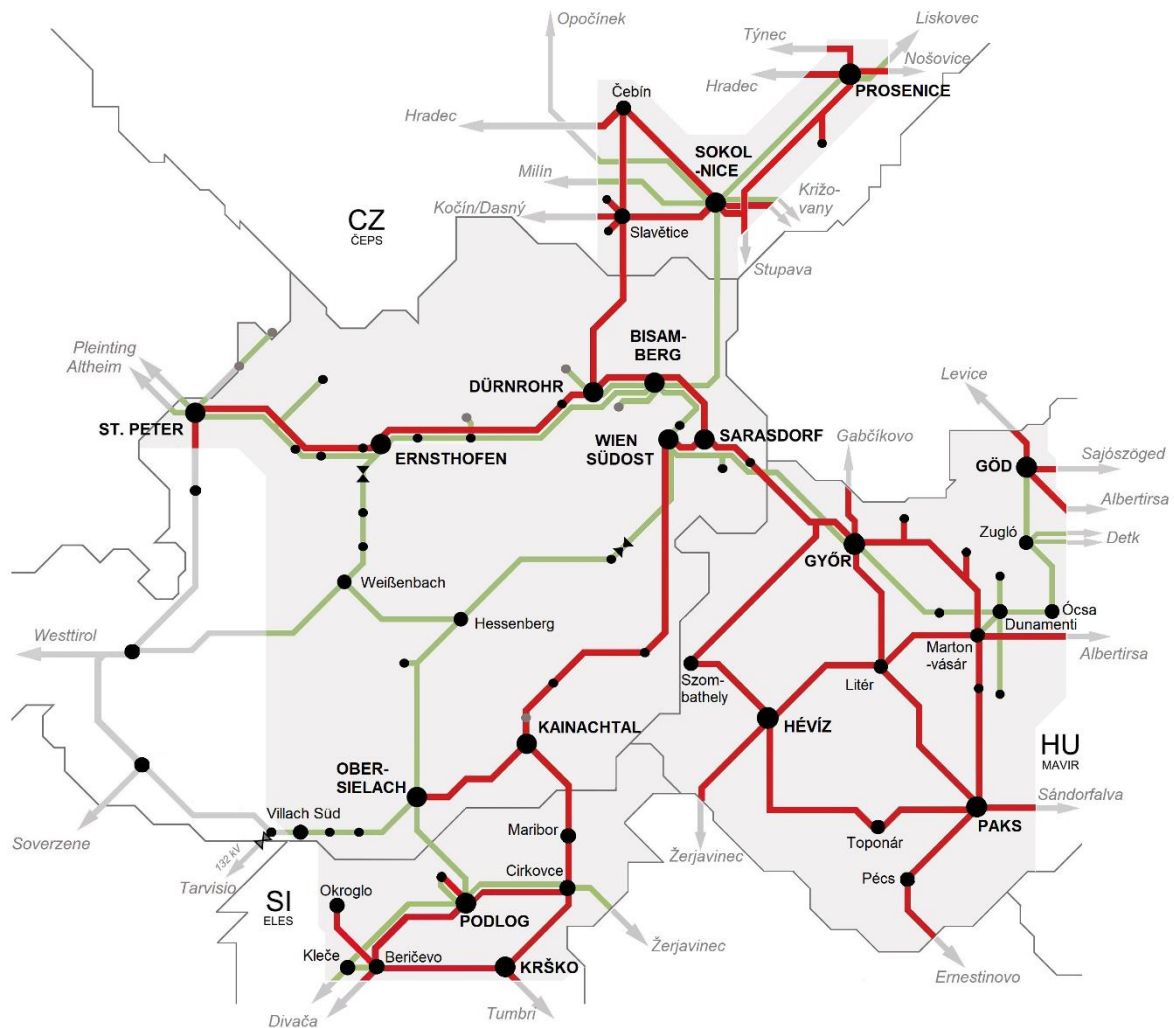 Opočínek
Liskovec
Týnec
Nošovice
Hradec
PROSENICE
Čebín
Hradec
SOKOL
-NICE
Milín
Križo-
vany
Kočín/Dasný
Slavětice
CZ
ČEPS
Stupava
BISAM-
BERG
Pleinting
Altheim
DÜRNROHR
Levice
ST. PETER
ERNSTHOFEN
WIEN
SÜDOST
SARASDORF
Gabčíkovo
GÖD
Sajószöged
Albertirsa
Zugló
Detk
GYŐR
Weißenbach
Hessenberg
Ócsa
Dunamenti
Westtirol
Marton
-vásár
Albertirsa
Szom-
bathely
Litér
KAINACHTAL
HÉVÍZ
HU
MAVIR
OBER-
SIELACH
Sándorfalva
Villach Süd
Maribor
PAKS
Toponár
Soverzene
132 kV
Žerjavinec
Tarvisio
Cirkovce
Pécs
SI
ELES
Okroglo
PODLOG
Žerjavinec
Kleče
Beričevo
KRŠKO
Ernestinovo
Divača
Tumbri